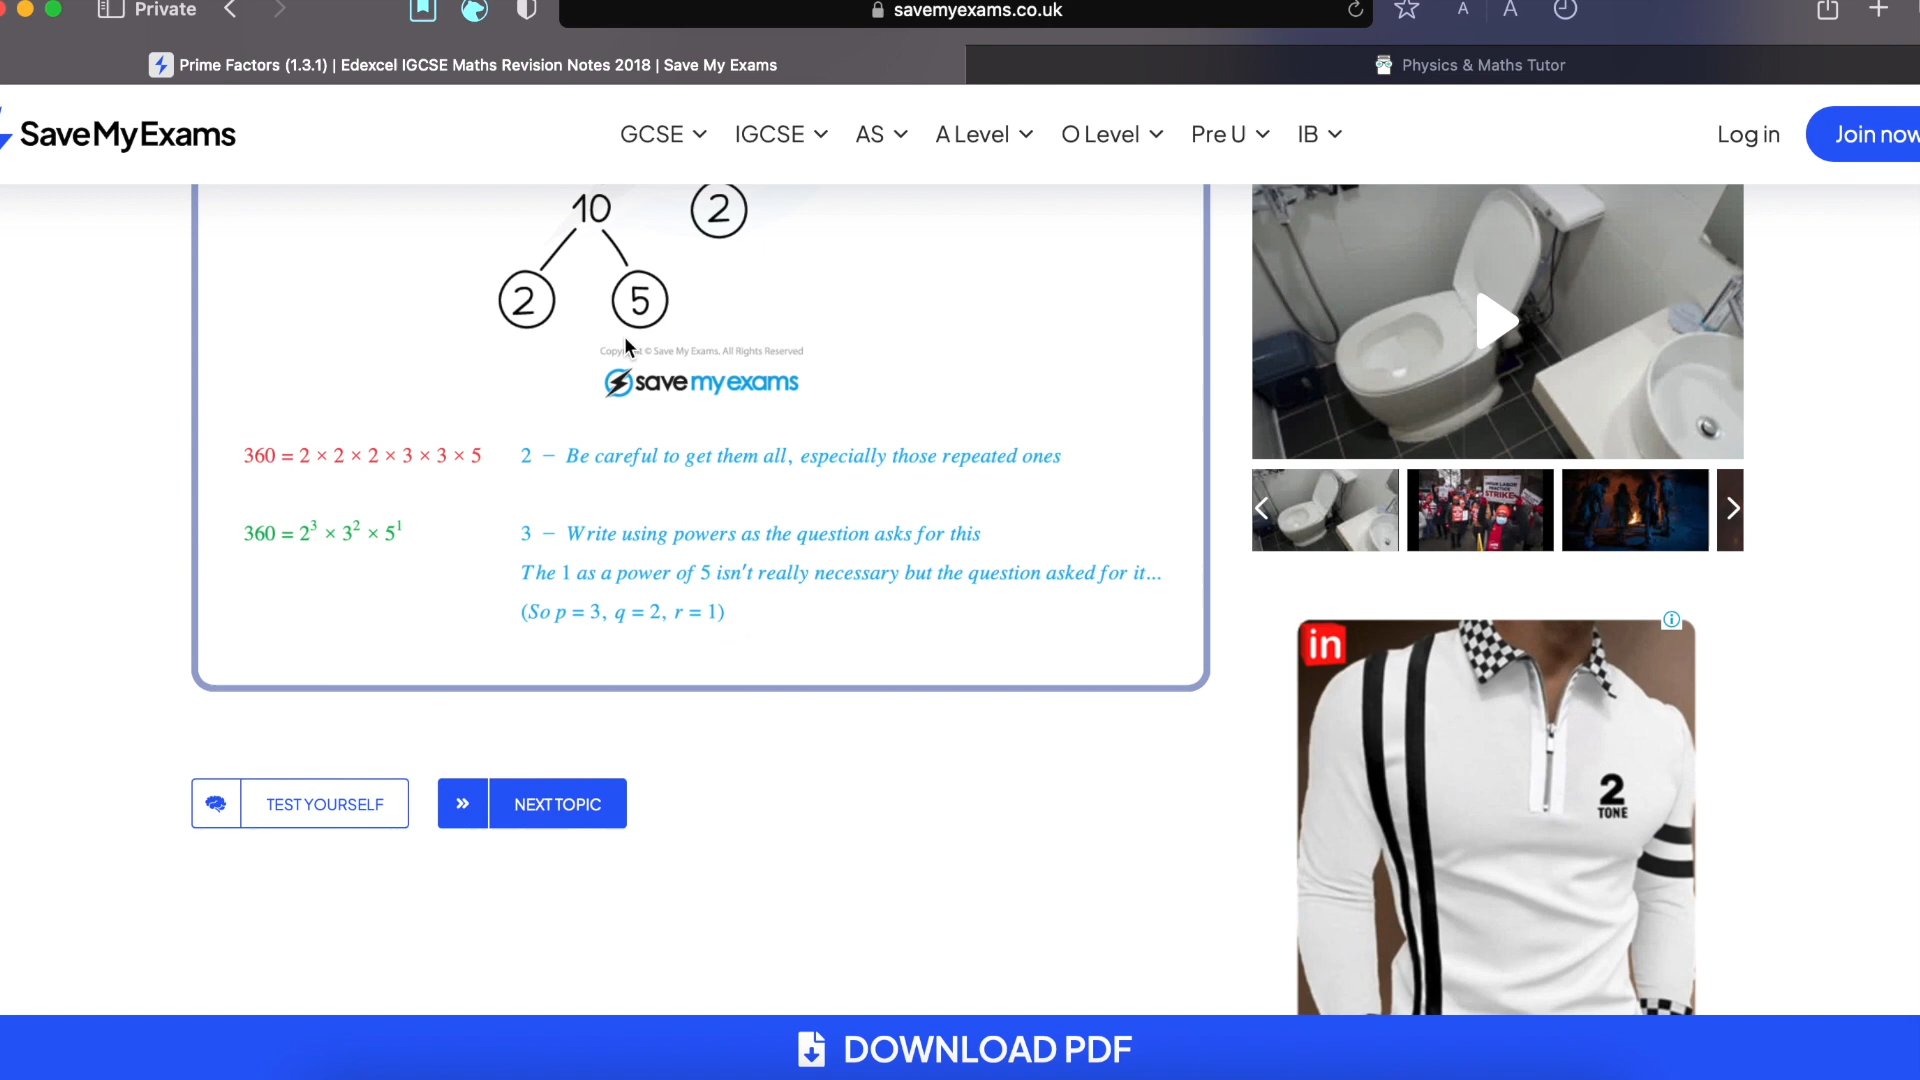 Private
savemyexams.co.uk
A A
Prime Factors (1.3.1) | Edexcel IGCSE Maths Revision Notes 2018 | Save My Exams
Physics & Maths Tutor
SaveMyExams
GCSE IGCSE AS A Level O Level Pre U IB
Log in
Join now
10 2
2 5
© Save My Exams. All Rights Reserved
save my exams
360 = 2 × 2 × 2 × 3 × 3 × 5 2 – Be careful to get them all, especially those repeated ones
360 = 2³ × 3² × 5¹ 3 – Write using powers as the question asks for this
The 1 as a power of 5 isn't really necessary but the question asked for it...
(So p = 3, q = 2, r = 1)
STRIKE
in
2
TONE
TEST YOURSELF
NEXT TOPIC
DOWNLOAD PDF